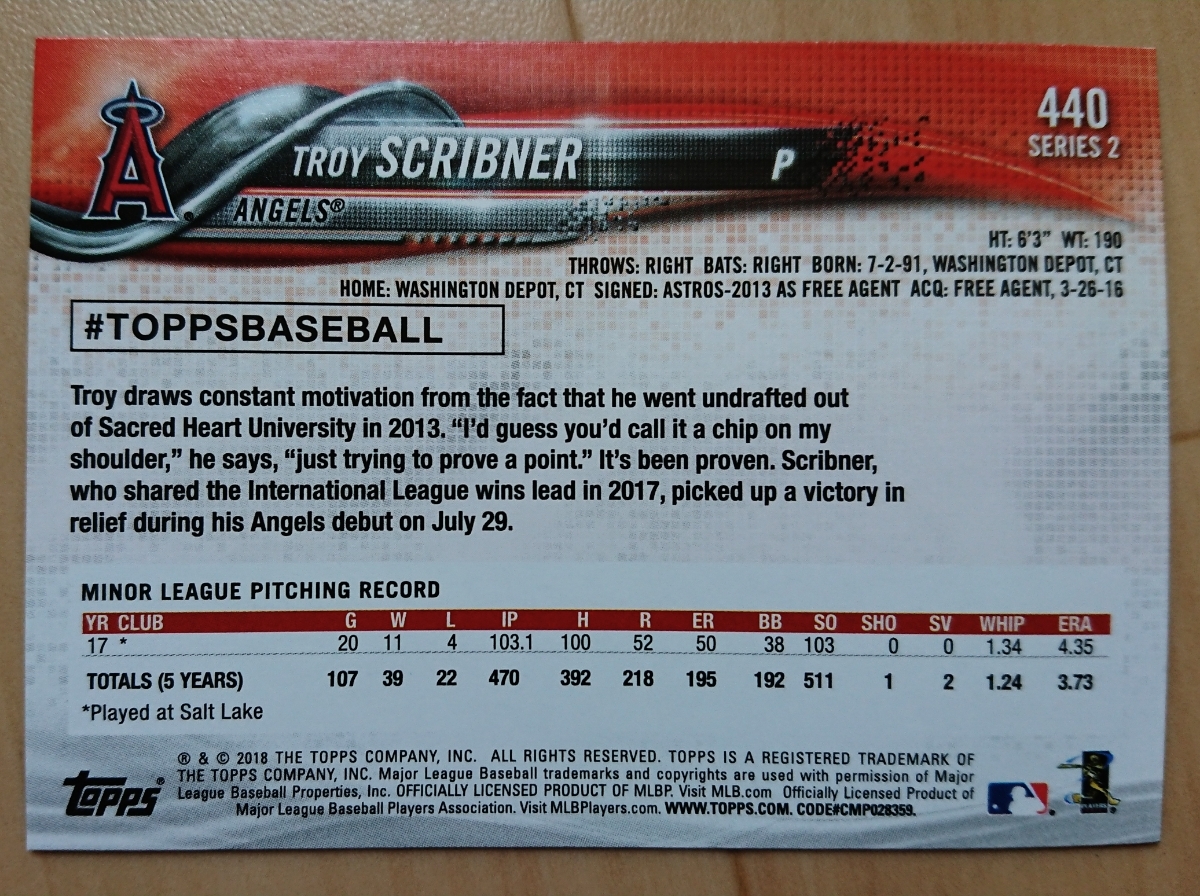 440
SERIES 2
A
TROY SCRIBNER P
ANGELS®
HT: 6'3" WT: 190
THROWS: RIGHT BATS: RIGHT BORN: 7-2-91, WASHINGTON DEPOT, CT
HOME: WASHINGTON DEPOT, CT SIGNED: ASTROS-2013 AS FREE AGENT ACQ: FREE AGENT, 3-26-16
#TOPPSBASEBALL
Troy draws constant motivation from the fact that he went undrafted out
of Sacred Heart University in 2013. “I’d guess you’d call it a chip on my
shoulder,” he says, “just trying to prove a point.” It’s been proven. Scribner,
who shared the International League wins lead in 2017, picked up a victory in
relief during his Angels debut on July 29.
MINOR LEAGUE PITCHING RECORD
YR CLUB G W L IP H R ER BB SO SHO SV WHIP ERA
17 * 20 11 4 103.1 100 52 50 38 103 0 0 1.34 4.35
TOTALS (5 YEARS) 107 39 22 470 392 218 195 192 511 1 2 1.24 3.73
*Played at Salt Lake
® & © 2018 THE TOPPS COMPANY, INC. ALL RIGHTS RESERVED. TOPPS IS A REGISTERED TRADEMARK OF
THE TOPPS COMPANY, INC. Major League Baseball trademarks and copyrights are used with permission of Major
League Baseball Properties, Inc. OFFICIALLY LICENSED PRODUCT OF MLBP. Visit MLB.com Officially Licensed Product of
Major League Baseball Players Association. Visit MLBPlayers.com. WWW.TOPPS.COM. CODE#CMP028359.
topps®